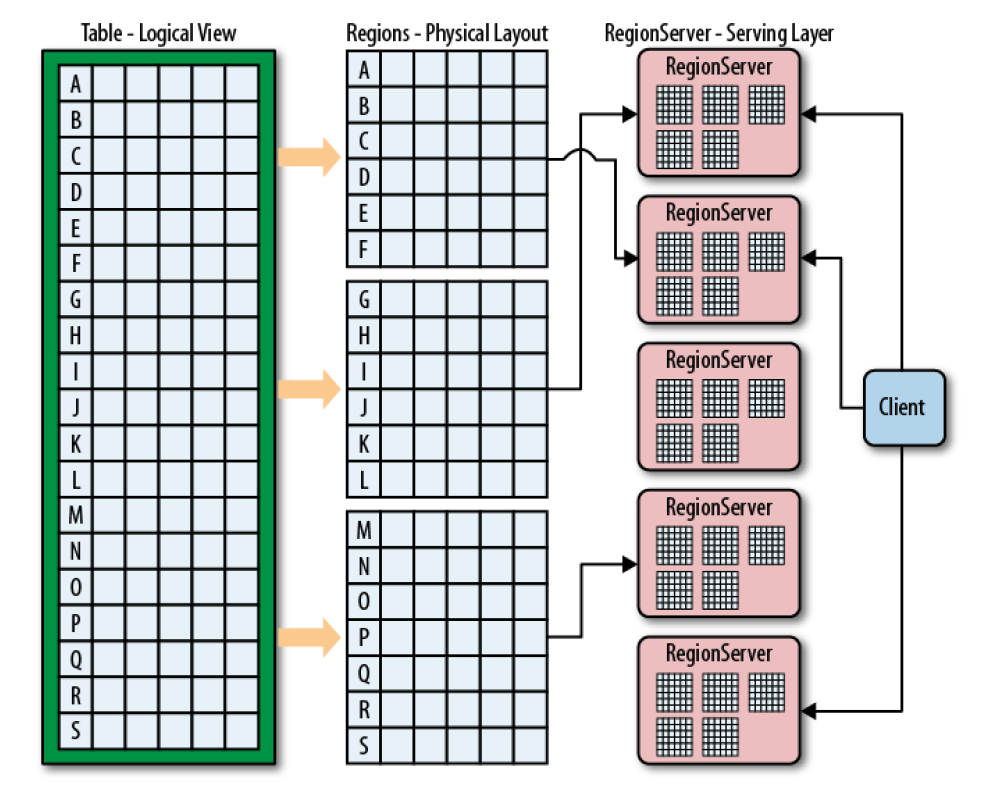 Table - Logical View
A
B
C
D
E
F
G
H
I
J
K
L
M
N
O
P
Q
R
S
Regions - Physical Layout
A
B
C
D
E
F
G
H
I
J
K
L
M
N
O
P
Q
R
S
RegionServer - Serving Layer
RegionServer
RegionServer
RegionServer
RegionServer
RegionServer
Client